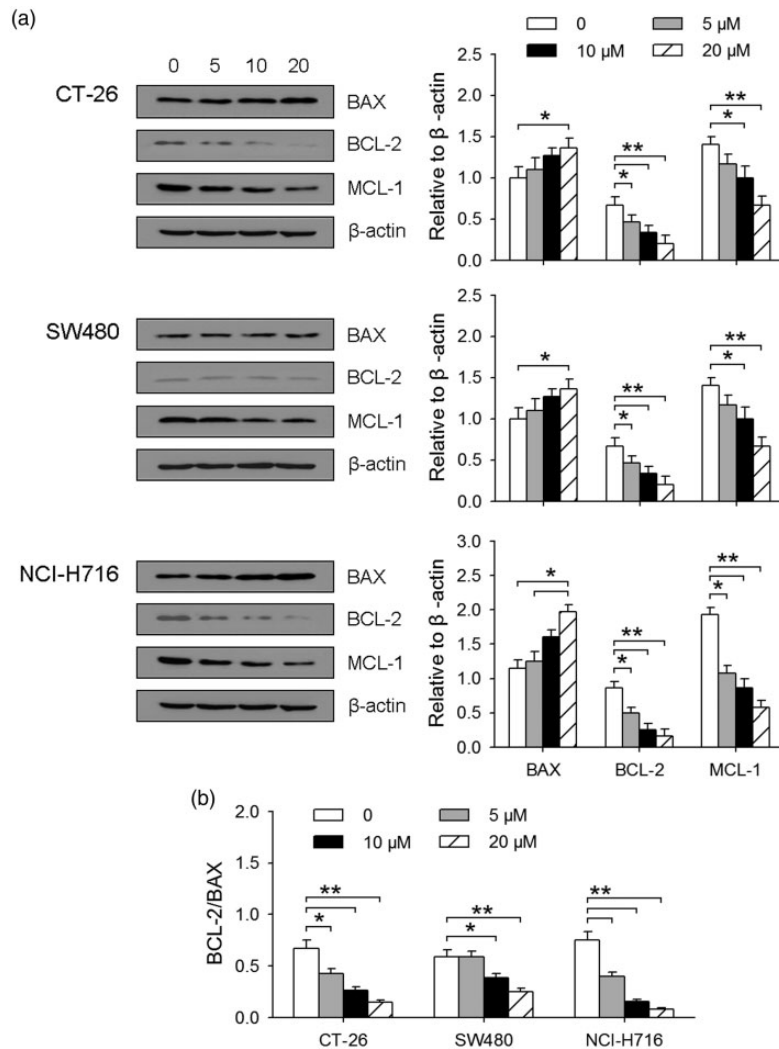 (a)
0 5 10 20
CT-26
BAX
BCL-2
MCL-1
β-actin
0 5 μM
10 μM 20 μM
Relative to β -actin
2.5
2.0
1.5
1.0
0.5
0.0
* ** * ** *
SW480
BAX
BCL-2
MCL-1
β-actin
Relative to β -actin
2.5
2.0
1.5
1.0
0.5
0.0
* ** * ** *
NCI-H716
BAX
BCL-2
MCL-1
β-actin
Relative to β -actin
3.0
2.5
2.0
1.5
1.0
0.5
0.0
* ** * ** *
BAX BCL-2 MCL-1
(b)
0 5 μM
10 μM 20 μM
BCL-2/BAX
2.0
1.5
1.0
0.5
0.0
** * ** * **
CT-26 SW480 NCI-H716